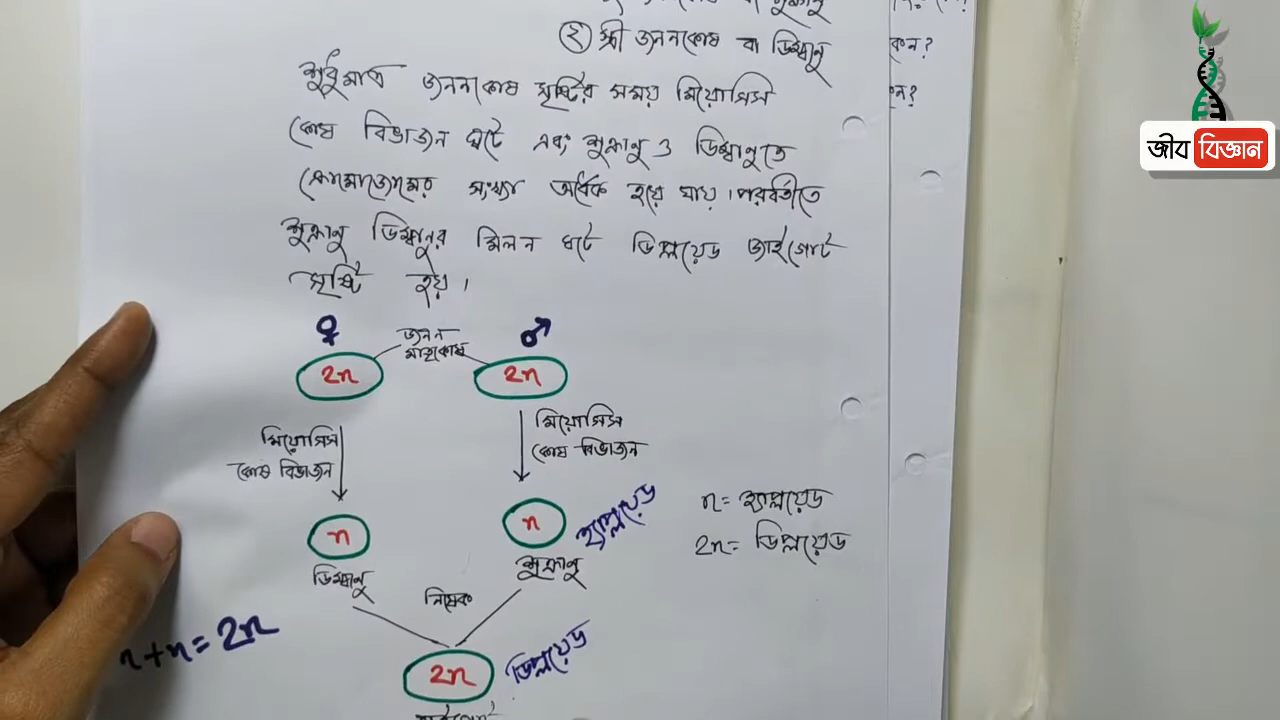 ২ স্ত্রী জননকোষ বা ডিম্বানু
কেন?
শুধুমাত্র জননকোষ সৃষ্টির সময় মিয়োসিস
কোষ বিভাজন ঘটে এবং শুক্রানু ও ডিম্বানুতে
ক্রোমোজোমের সংখ্যা অর্ধেক হয়ে যায়। পরবর্তীতে
শুক্রানু ডিম্বানুর মিলন ঘটে ডিপ্লয়েড জাইগোট
সৃষ্টি হয়।
জীব বিজ্ঞান
♀
♂
জনন
মাতৃকোষ
2n
2n
মিয়োসিস
কোষ বিভাজন
মিয়োসিস
কোষ বিভাজন
n
n
হ্যাপ্লয়েড
ডিম্বানু
শুক্রানু
n = হ্যাপ্লয়েড
2n = ডিপ্লয়েড
নিষেক
n+n=2n
2n
ডিপ্লয়েড